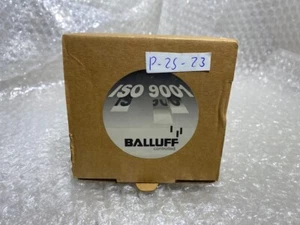 P-25-23
ISO 9001
BALLUFF